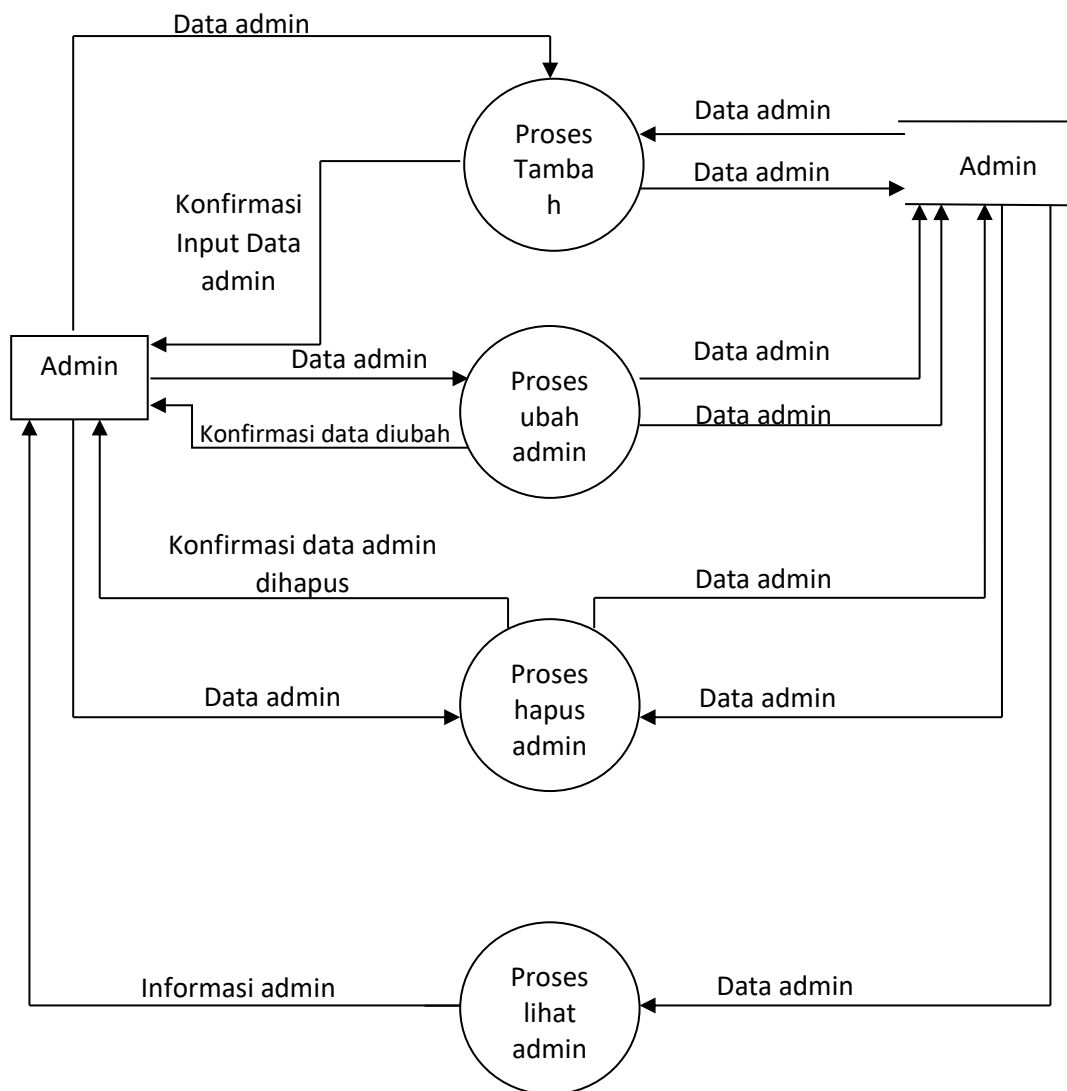 Data admin
Data admin
Proses
Tamba
h
Data admin
Admin
Konfirmasi
Input Data
admin
Admin
Data admin
Proses
ubah
admin
Data admin
Data admin
Konfirmasi data diubah
Konfirmasi data admin
dihapus
Data admin
Data admin
Proses
hapus
admin
Data admin
Informasi admin
Proses
lihat
admin
Data admin